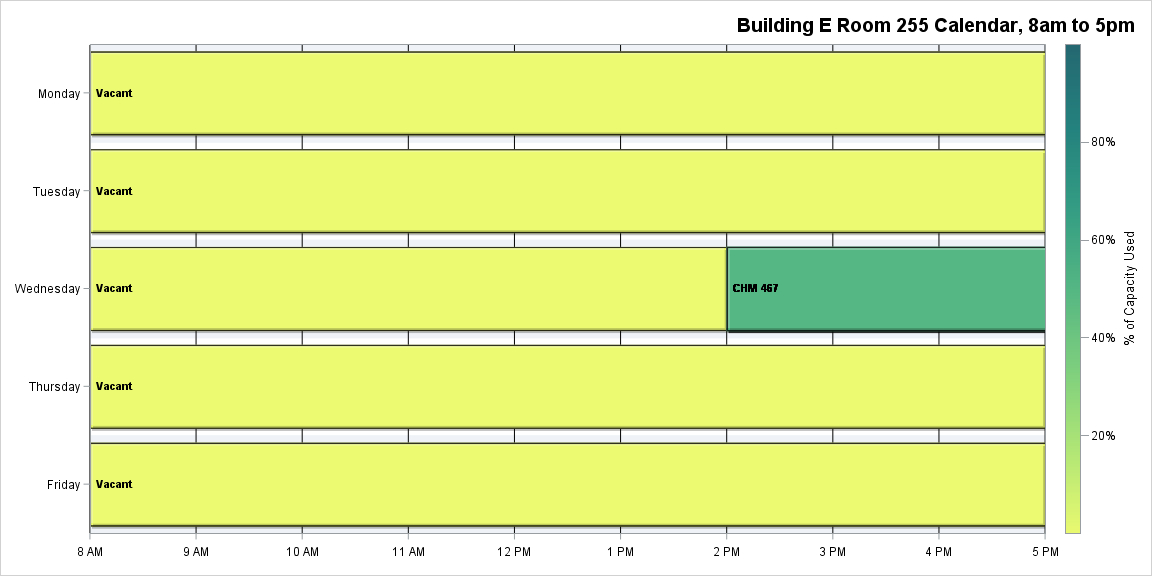 Building E Room 255 Calendar, 8am to 5pm
Monday
Vacant
Tuesday
Vacant
Wednesday
Vacant
CHM 467
Thursday
Vacant
Friday
Vacant
8 AM
9 AM
10 AM
11 AM
12 PM
1 PM
2 PM
3 PM
4 PM
5 PM
80%
60%
40%
20%
% of Capacity Used